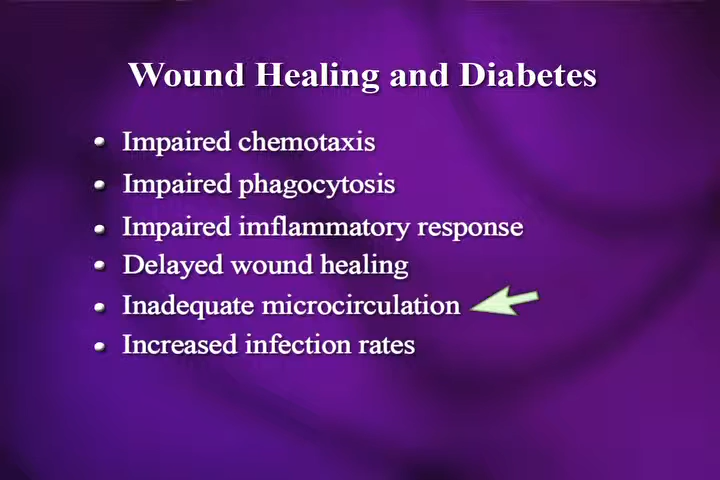 Wound Healing and Diabetes
• Impaired chemotaxis
• Impaired phagocytosis
• Impaired imflammatory response
• Delayed wound healing
• Inadequate microcirculation
• Increased infection rates